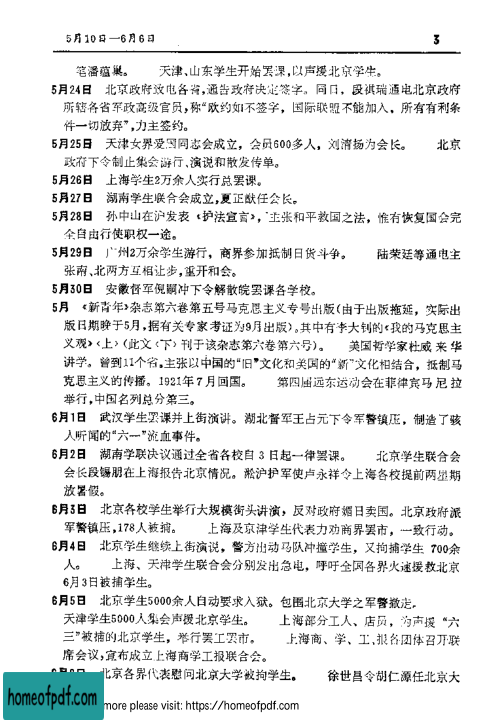 5月10日—6月6日 3
笔潘蕴巢。 天津、山东学生开始罢课,以声援北京学生。
5月24日 北京政府致电各省,通告政府决定签字。同日,段祺瑞通电北京政府
所辖各省军政高级官员,称“欧约如不签字,国际联盟不能加入,所有有利条
件一切放弃”,力主签约。
5月25日 天津女界爱国同志会成立,会员600多人,刘清扬为会长。 北京
政府下令制止集会游行、演说和散发传单。
5月26日 上海学生2万余人实行总罢课。
5月27日 湖南学生联合会成立,夏正猷任会长。
5月28日 孙中山在沪发表《护法宣言》,主张和平救国之法,惟有恢复国会完
全自由行使职权一途。
5月29日 广州2万余学生游行,商界参加抵制日货斗争。 陆荣廷等通电主
张南、北两方互相让步,重开和会。
5月30日 安徽督军倪嗣冲下令解散皖罢课各学校。
5月 《新青年》杂志第六卷第五号马克思主义专号出版(由于出版拖延,实际出
版日期晚于5月,据有关专家考证为9月出版)。其中有李大钊的《我的马克思主
义观》(上)(此文(下)刊于该杂志第六卷第六号)。 美国哲学家杜威来华
讲学。曾到11个省,主张以中国的“旧”文化和美国的“新”文化相结合,抵制马
克思主义的传播。1921年7月回国。 第四届远东运动会在菲律宾马尼拉
举行,中国名列总分第三。
6月1日 武汉学生罢课并上街演讲。湖北督军王占元下令军警镇压,制造了骇
人听闻的“六一”流血事件。
6月2日 湖南学联决议通过全省各校自3日起一律罢课。 北京学生联合会
会长段锡朋在上海报告北京情况。淞沪护军使卢永祥令上海各校提前两星期
放暑假。
6月3日 北京各校学生举行大规模街头讲演,反对政府媚日卖国。北京政府派
军警镇压,178人被捕。 上海及京津学生代表力劝商界罢市,一致行动。
6月4日 北京学生继续上街演说,警方出动马队冲撞学生,又拘捕学生 700余
人。 上海、天津学生联合会分别发出急电,呼吁全国各界火速援救北京
6月3日被捕学生。
6月5日 北京学生5000余人自动要求入狱。包围北京大学之军警撤走。
天津学生5000人集会声援北京学生。 上海部分工人、店员,为声援 “六
三”被捕的北京学生,举行罢工罢市。 上海商、学、工、报各团体召开联
席会议,宣布成立上海商学工报联合会。
北京各界代表慰问北京大学被拘学生。 徐世昌令胡仁源任北京大
homeofpdf.com
more please visit: https://homeofpdf.com